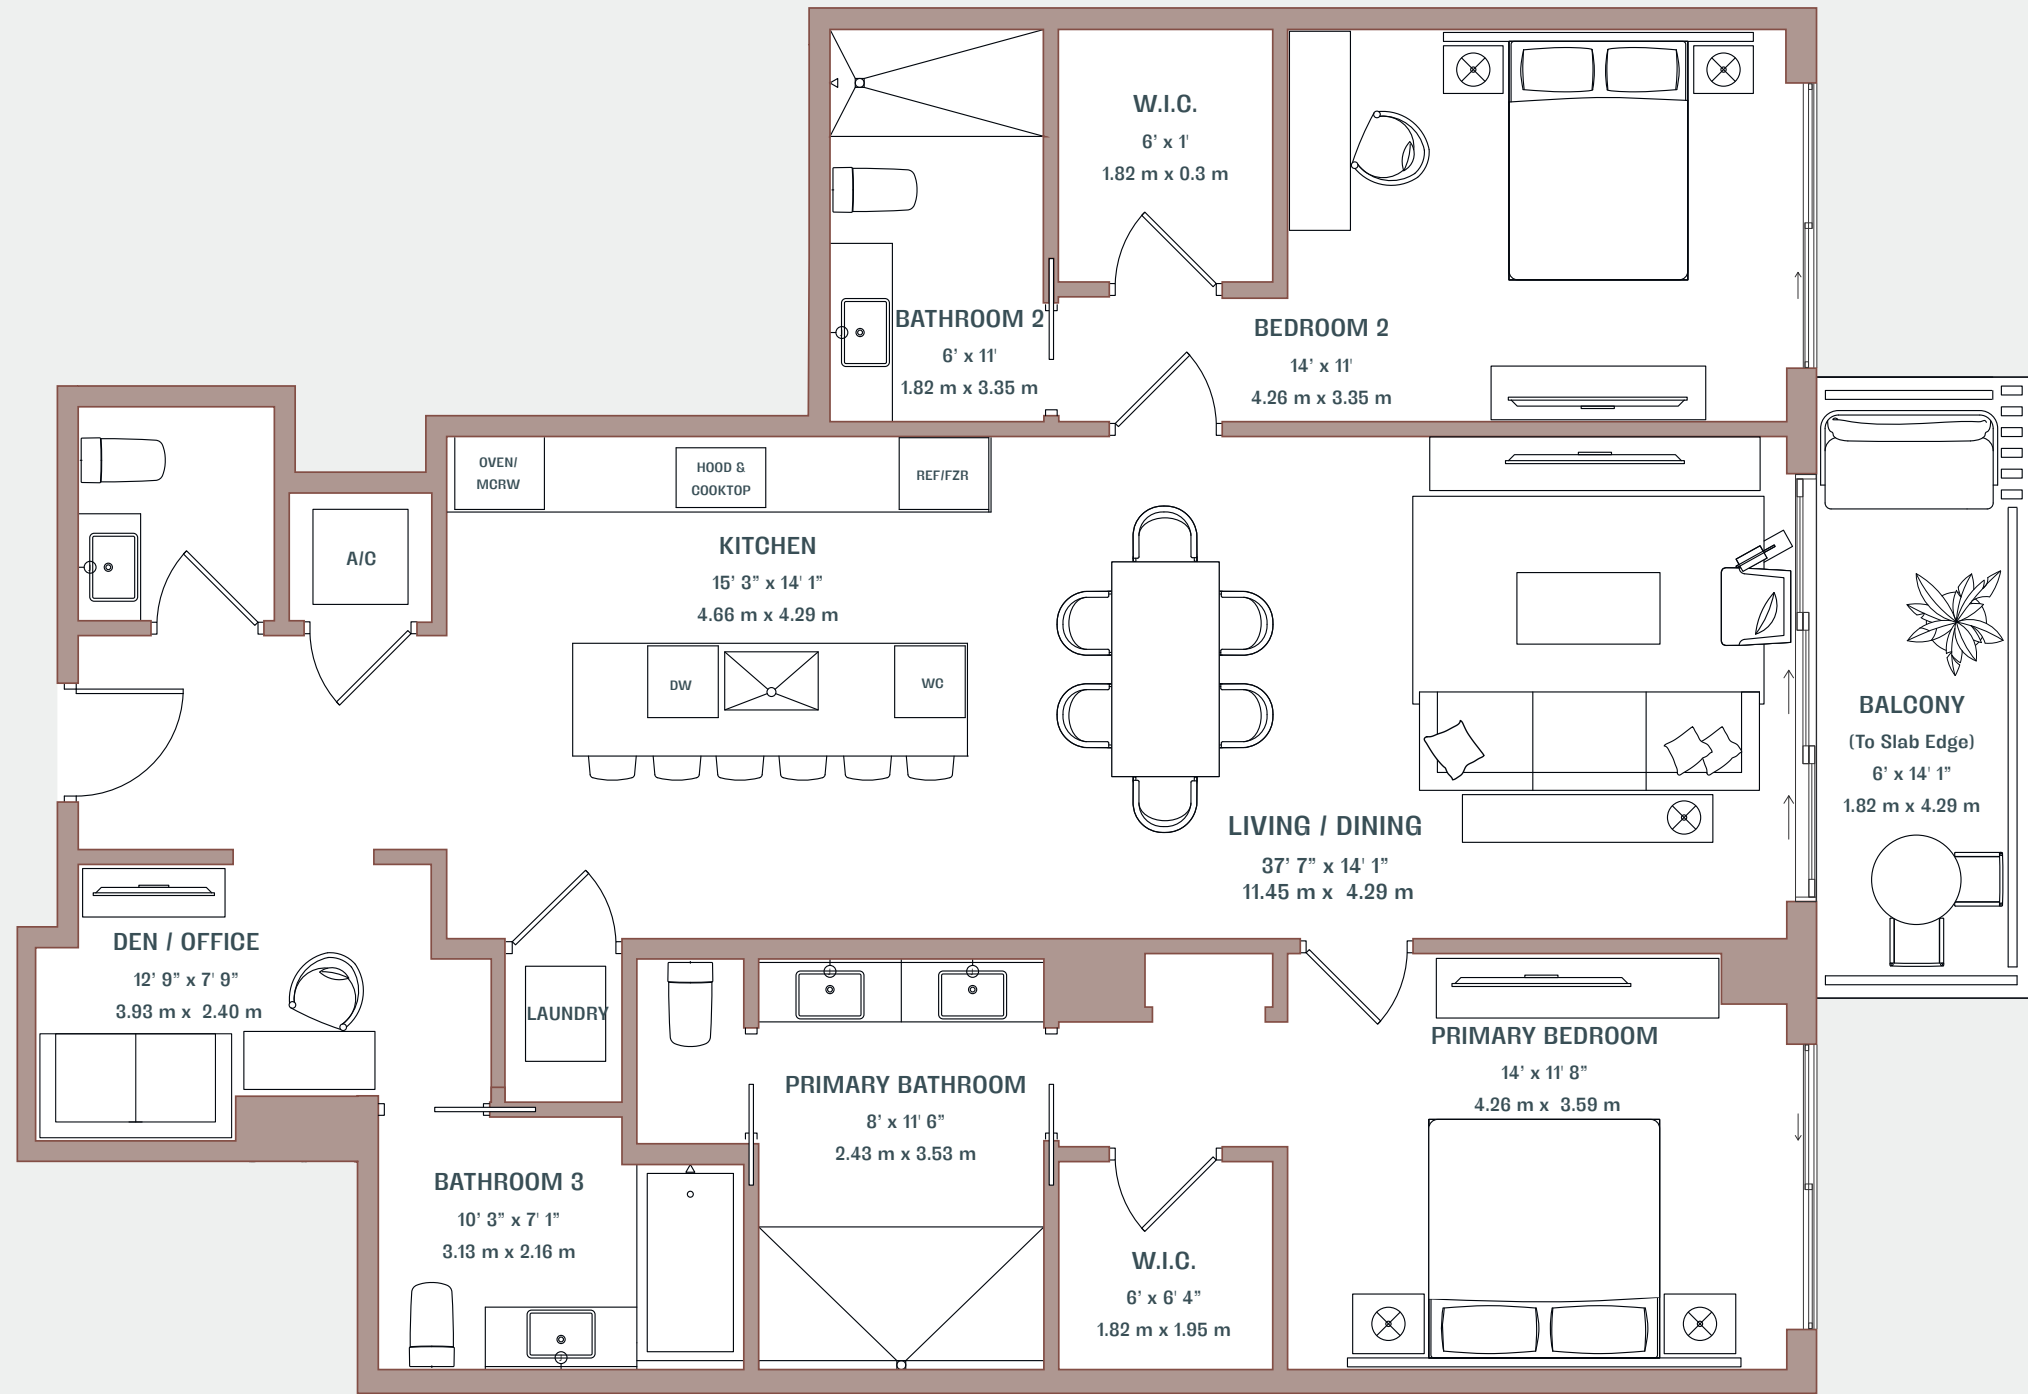 W.I.C.
6’ x 1'
1.82 m x 0.3 m
BATHROOM 2
6’ x 11'
1.82 m x 3.35 m
BEDROOM 2
14’ x 11'
4.26 m x 3.35 m
OVEN/
MCRW
HOOD &
COOKTOP
REF/FZR
A/C
KITCHEN
15’ 3” x 14' 1”
4.66 m x 4.29 m
DW
WC
BALCONY
(To Slab Edge)
6’ x 14' 1”
1.82 m x 4.29 m
LIVING / DINING
37’ 7” x 14' 1”
11.45 m x 4.29 m
DEN / OFFICE
12’ 9” x 7' 9”
3.93 m x 2.40 m
LAUNDRY
PRIMARY BATHROOM
8’ x 11' 6”
2.43 m x 3.53 m
PRIMARY BEDROOM
14’ x 11' 8”
4.26 m x 3.59 m
BATHROOM 3
10’ 3” x 7' 1”
3.13 m x 2.16 m
W.I.C.
6’ x 6' 4”
1.82 m x 1.95 m